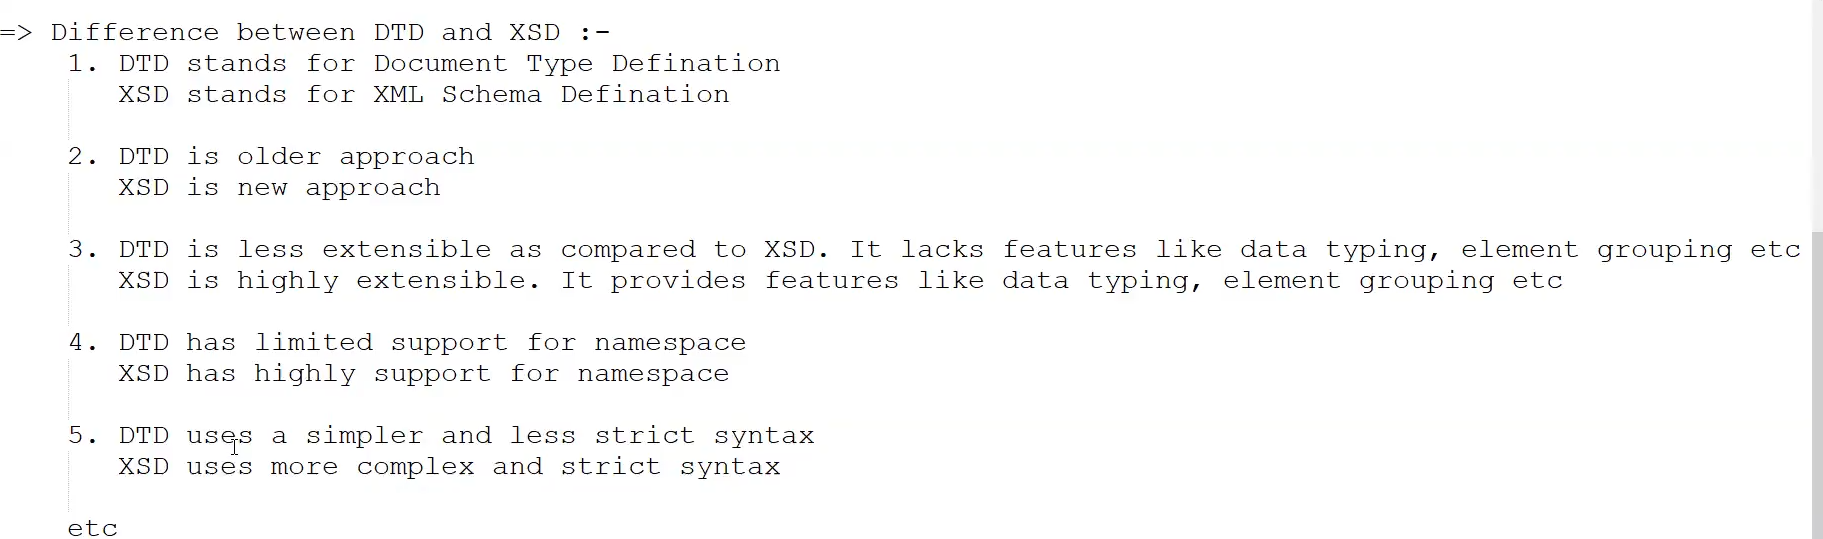 => Difference between DTD and XSD :-
1. DTD stands for Document Type Defination
XSD stands for XML Schema Defination
2. DTD is older approach
XSD is new approach
3. DTD is less extensible as compared to XSD. It lacks features like data typing, element grouping etc
XSD is highly extensible. It provides features like data typing, element grouping etc
4. DTD has limited support for namespace
XSD has highly support for namespace
5. DTD uses a simpler and less strict syntax
XSD uses more complex and strict syntax
etc